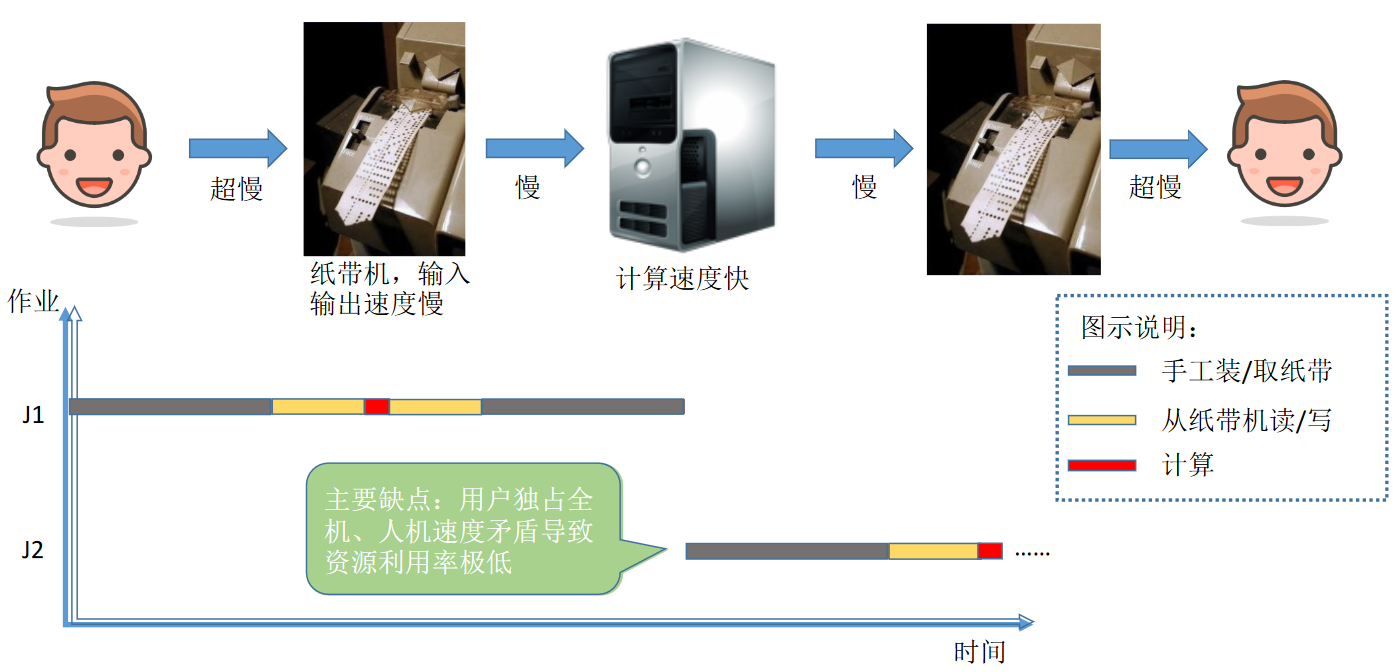 超慢
慢
慢
超慢
纸带机，输入
输出速度慢
计算速度快
作业
图示说明：
手工装/取纸带
从纸带机读/写
计算
J1
主要缺点：用户独占全
机、人机速度矛盾导致
资源利用率极低
J2
......
时间